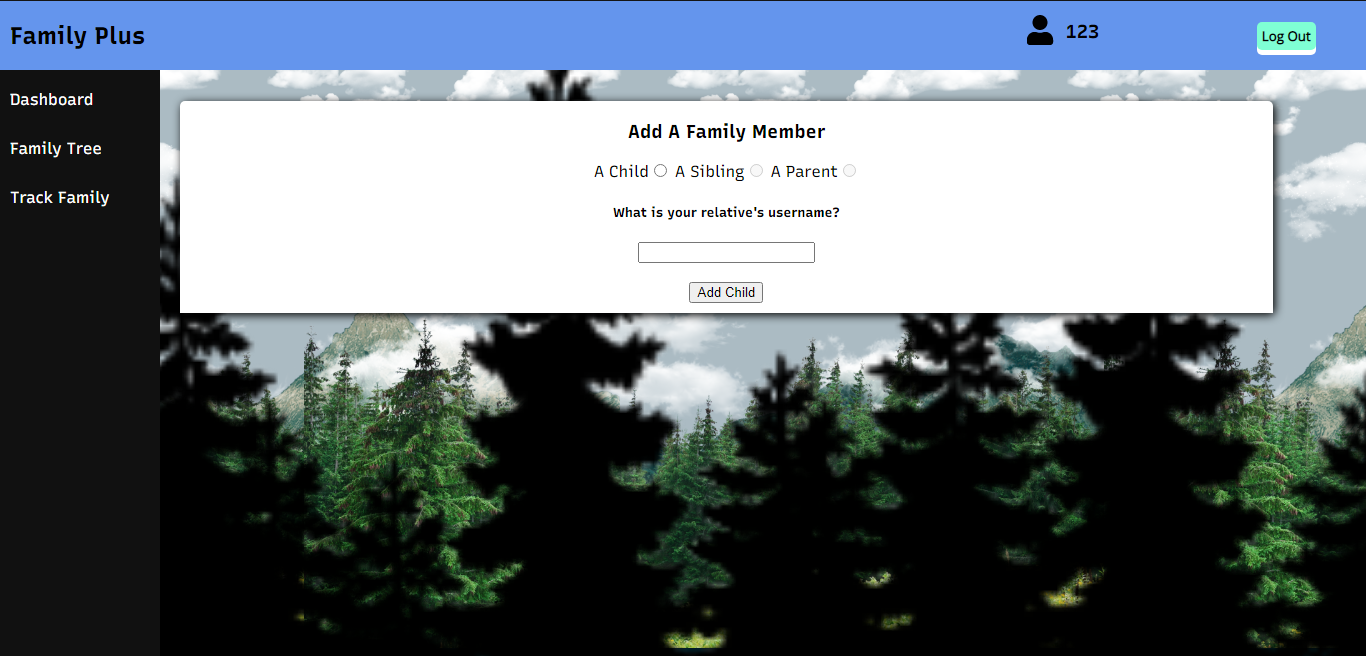 Family Plus
123
Log Out
Dashboard
Family Tree
Track Family
Add A Family Member
A Child A Sibling A Parent
What is your relative's username?
Add Child